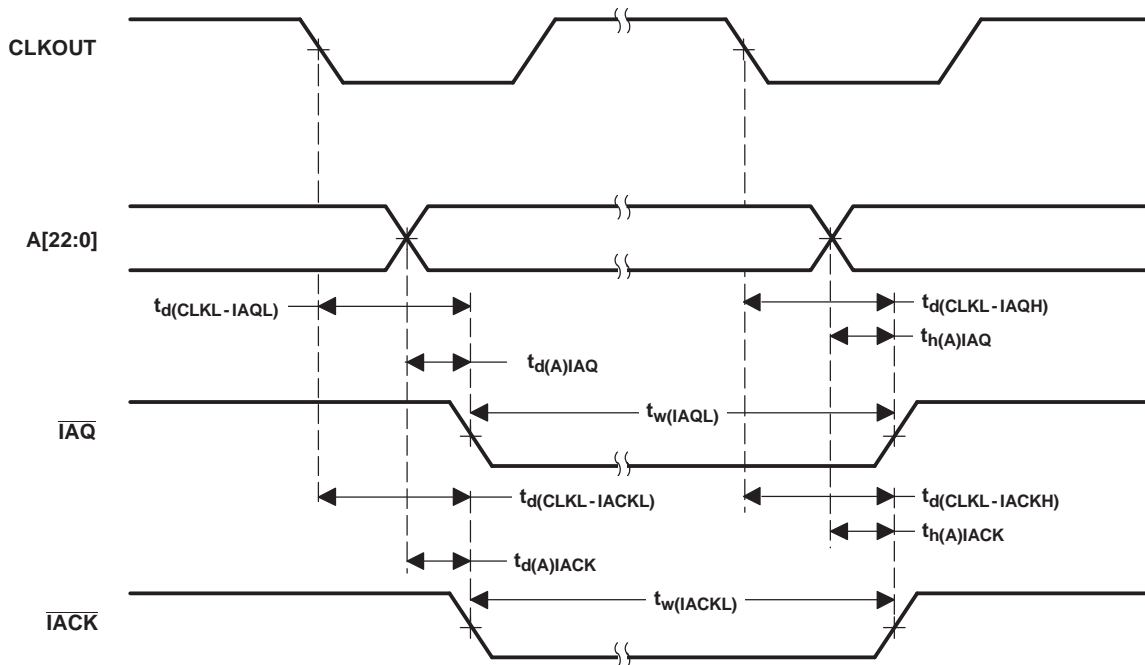 CLKOUT
A[22:0]
td(CLKL-IAQL)
td(CLKL-IAQH)
th(A)IAQ
td(A)IAQ
IAQ
tw(IAQL)
td(CLKL-IACKL)
td(CLKL-IACKH)
th(A)IACK
td(A)IACK
tw(IACKL)
IACK